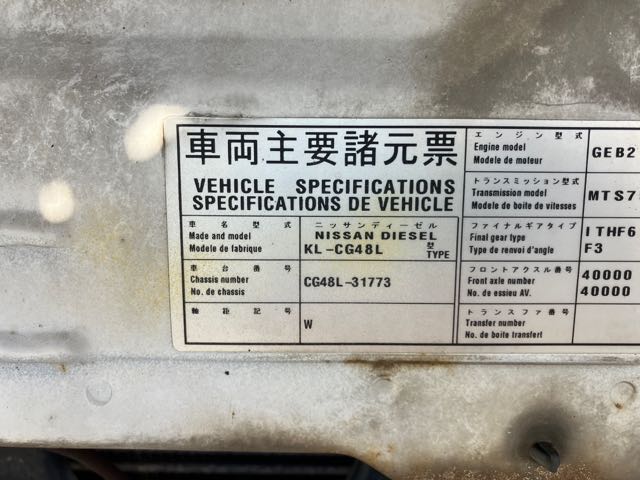 車両主要諸元票
VEHICLE SPECIFICATIONS
SPECIFICATIONS DE VEHICLE
車名型式
Made and model
Modele de fabrique
ニッサンディーゼル
NISSAN DIESEL
KL-CG48L 型 TYPE
車台番号
Chassis number
No. de chassis
CG48L-31773
軸距記号
W
エンジン型式
Engine model
Modele de moteur
GEB2
トランスミッション型式
Transmission model
Modele de boite de vitesses
MTS7
ファイナルギアタイプ
Final gear type
Type de renvoi d'angle
1THF6
F3
フロントアクスル番号
Front axle number
No. de essieu AV.
40000
40000
トランスファ番号
Transfer number
No. de boite transferl